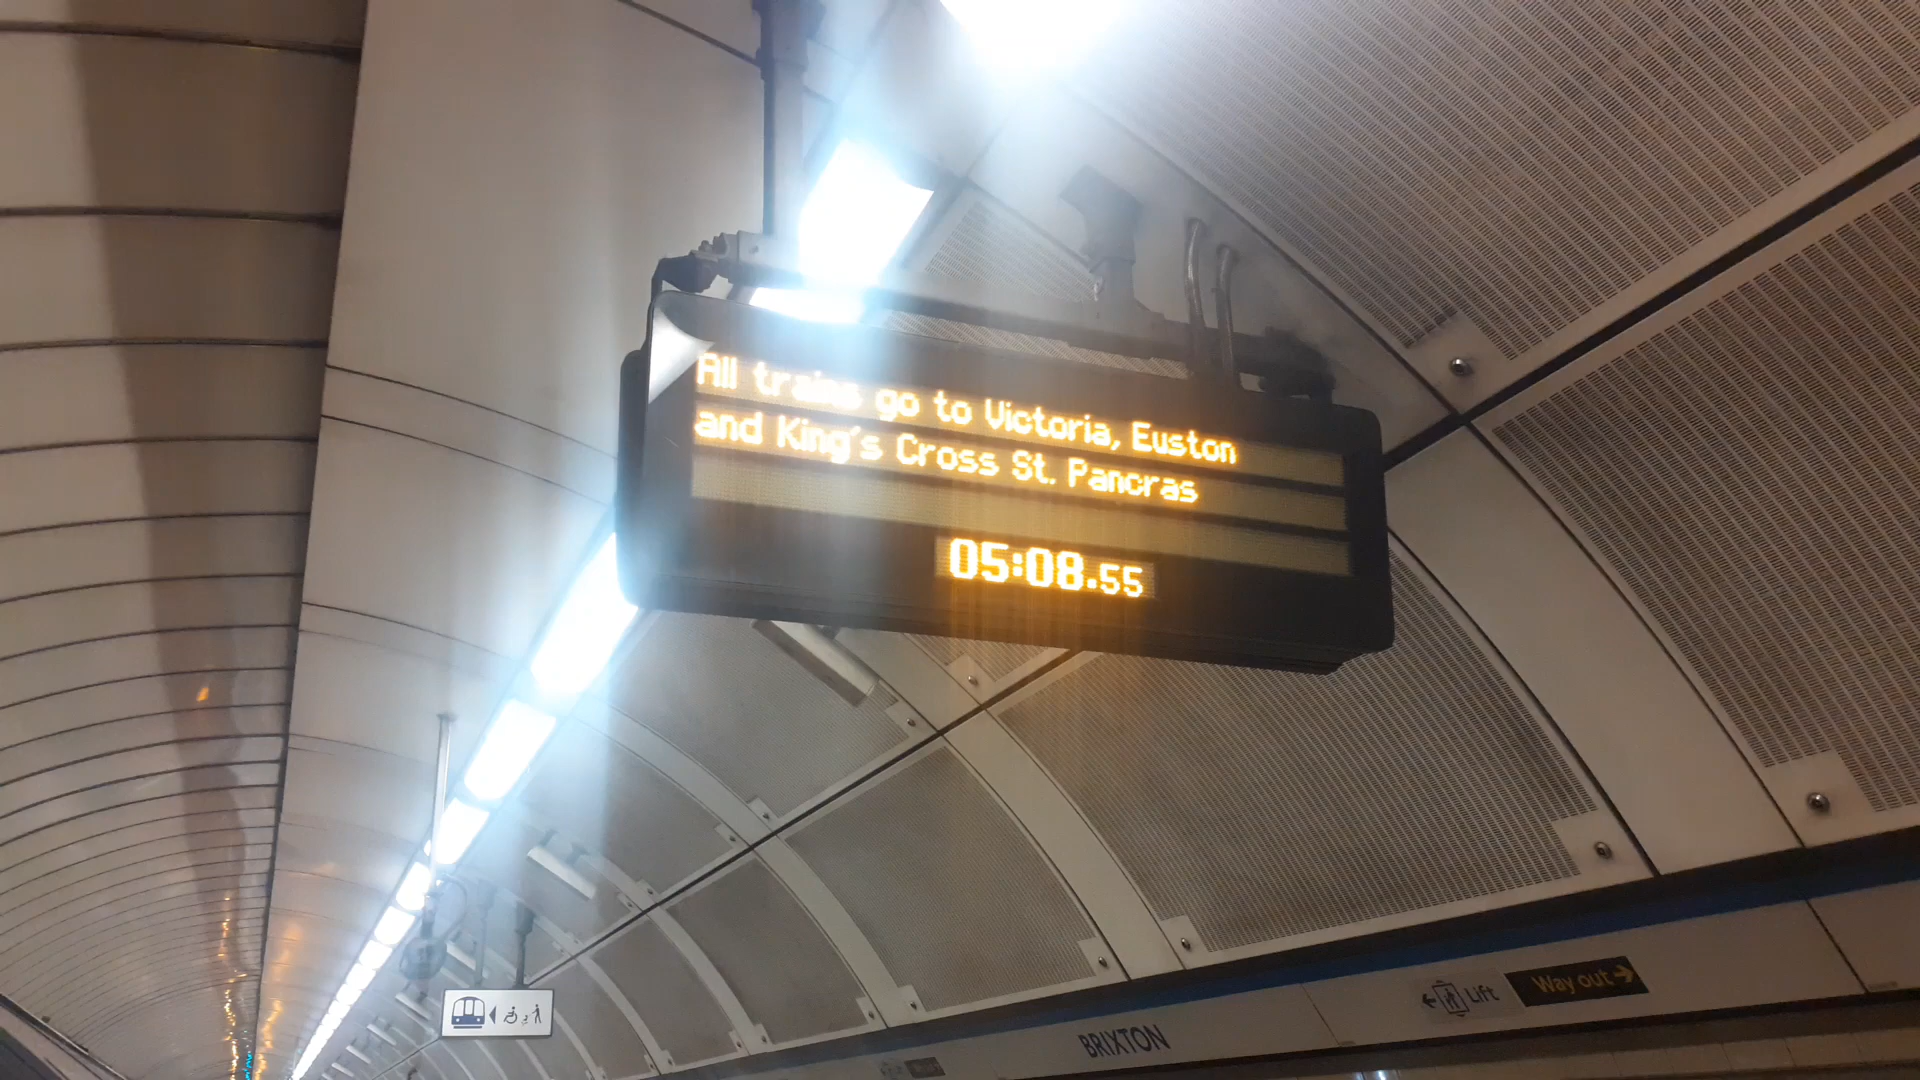 All trains go to Victoria, Euston
and King's Cross St. Pancras
05:08.55
Lift
Way out
BRIXTON